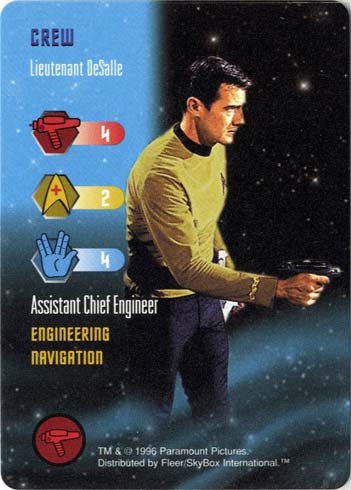 CREW
Lieutenant DeSalle
4
2
4
Assistant Chief Engineer
ENGINEERING
NAVIGATION
TM & © 1996 Paramount Pictures.
Distributed by Fleer/SkyBox International.™